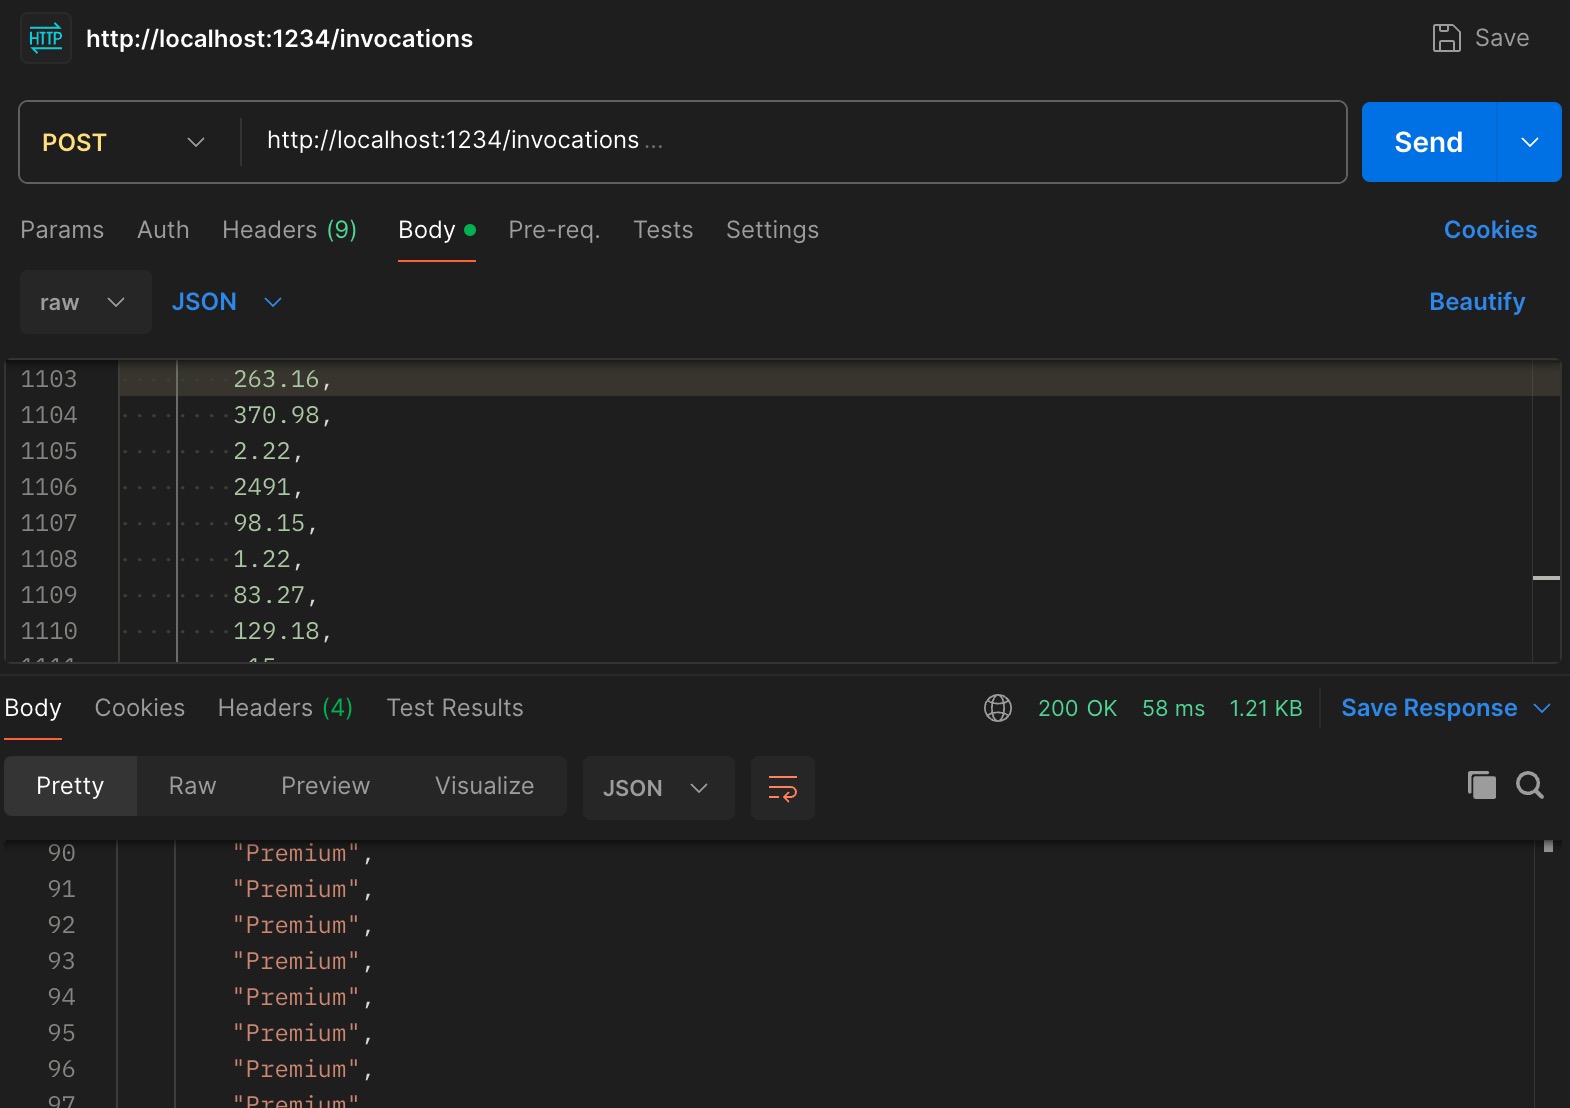 HTTP http://localhost:1234/invocations Save
POST http://localhost:1234/invocations ... Send
Params Auth Headers (9) Body Pre-req. Tests Settings Cookies
raw JSON Beautify
1103 263.16,
1104 370.98,
1105 2.22,
1106 2491,
1107 98.15,
1108 1.22,
1109 83.27,
1110 129.18,
Body Cookies Headers (4) Test Results 200 OK 58 ms 1.21 KB Save Response
Pretty Raw Preview Visualize JSON
90 "Premium",
91 "Premium",
92 "Premium",
93 "Premium",
94 "Premium",
95 "Premium",
96 "Premium",
97 "Premium"